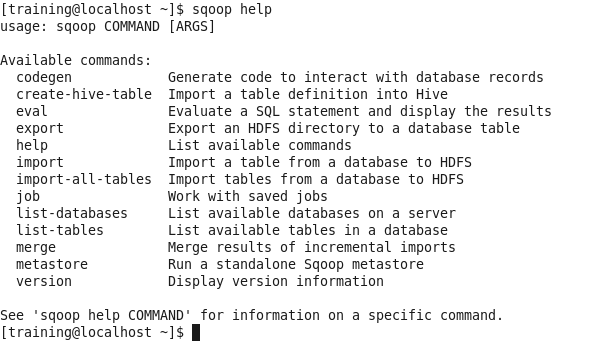 [training@localhost ~]$ sqoop help
usage: sqoop COMMAND [ARGS]

Available commands:
  codegen            Generate code to interact with database records
  create-hive-table  Import a table definition into Hive
  eval               Evaluate a SQL statement and display the results
  export             Export an HDFS directory to a database table
  help               List available commands
  import             Import a table from a database to HDFS
  import-all-tables  Import tables from a database to HDFS
  job                Work with saved jobs
  list-databases     List available databases on a server
  list-tables        List available tables in a database
  merge              Merge results of incremental imports
  metastore          Run a standalone Sqoop metastore
  version            Display version information

See 'sqoop help COMMAND' for information on a specific command.
[training@localhost ~]$